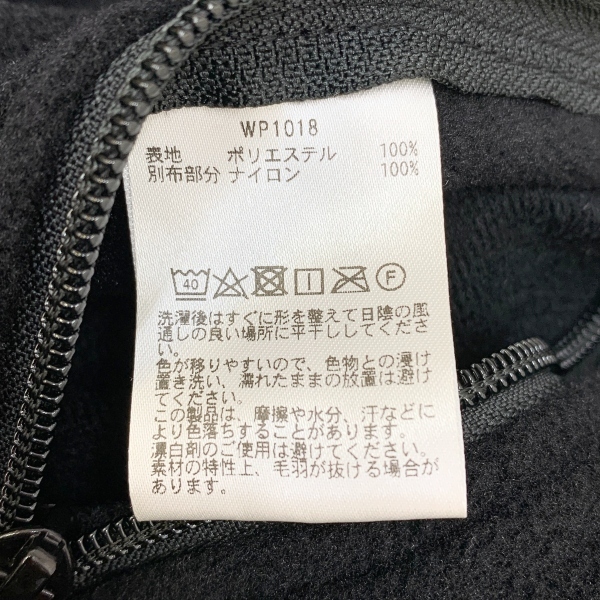 WP1018
表地 ポリエステル 100%
別布部分 ナイロン 100%
40 F
洗濯後はすぐに形を整えて日陰の風
通しの良い場所に平干ししてくださ
い。
色が移りやすいので、色物との漬け
置き洗い、濡れたままの放置は避け
てください。
この製品は、摩擦や水分、汗などに
より色落ちすることがあります。
漂白剤のご使用は避けてください。
素材の特性上、毛羽が抜ける場合が
あります。